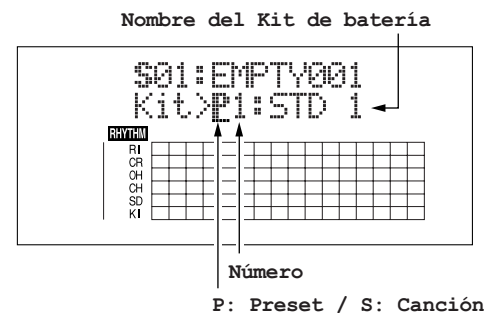 Nombre del Kit de batería
S01:EMPTY001
Kit>P1:STD 1
RHYTHM
RI
CR
OH
CH
SD
KI
Número
P: Preset / S: Canción